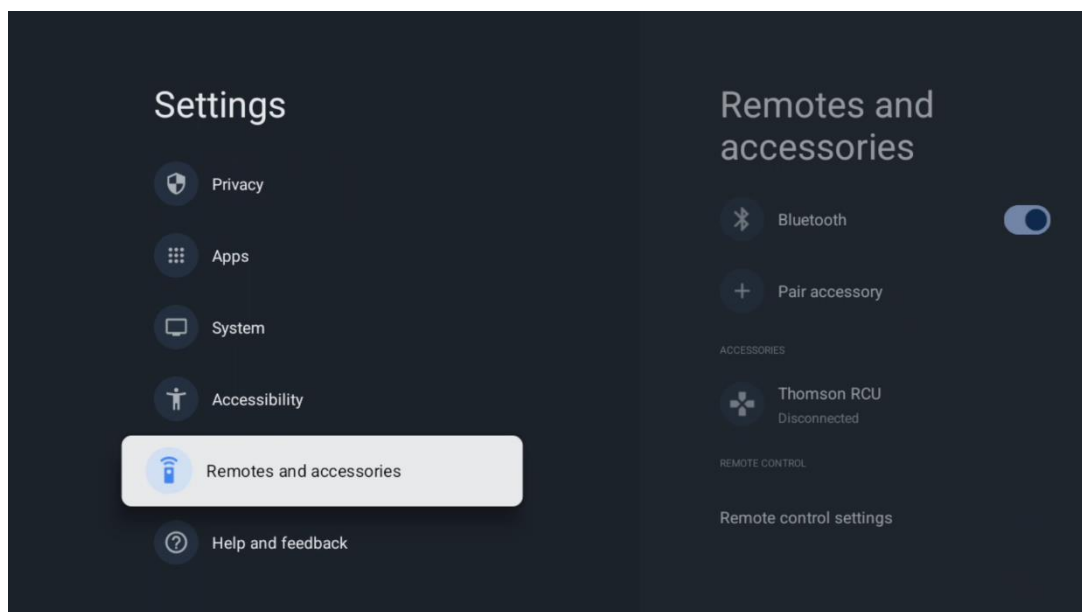 Settings
Privacy
Apps
System
Accessibility
Remotes and accessories
Help and feedback
Remotes and
accessories
Bluetooth
Pair accessory
ACCESSORIES
Thomson RCU
Disconnected
REMOTE CONTROL
Remote control settings